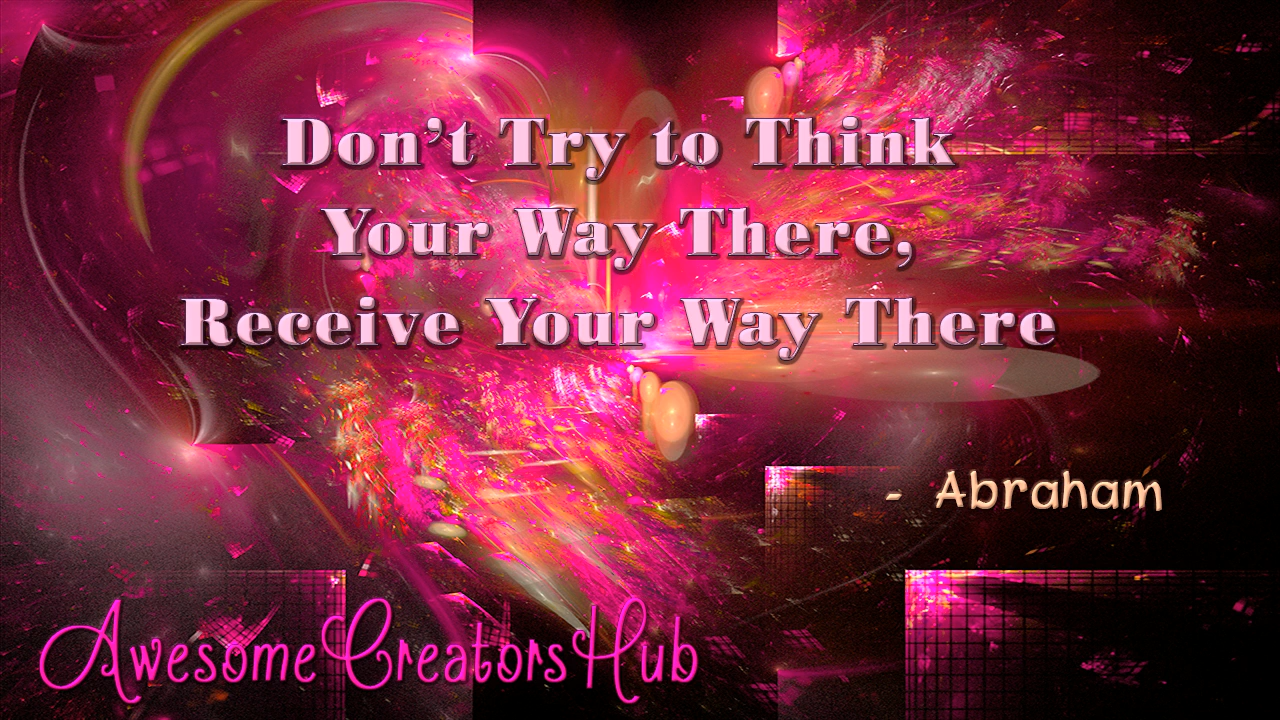 Don’t Try to Think
Your Way There,
Receive Your Way There
- Abraham
AwesomeCreatorsHub